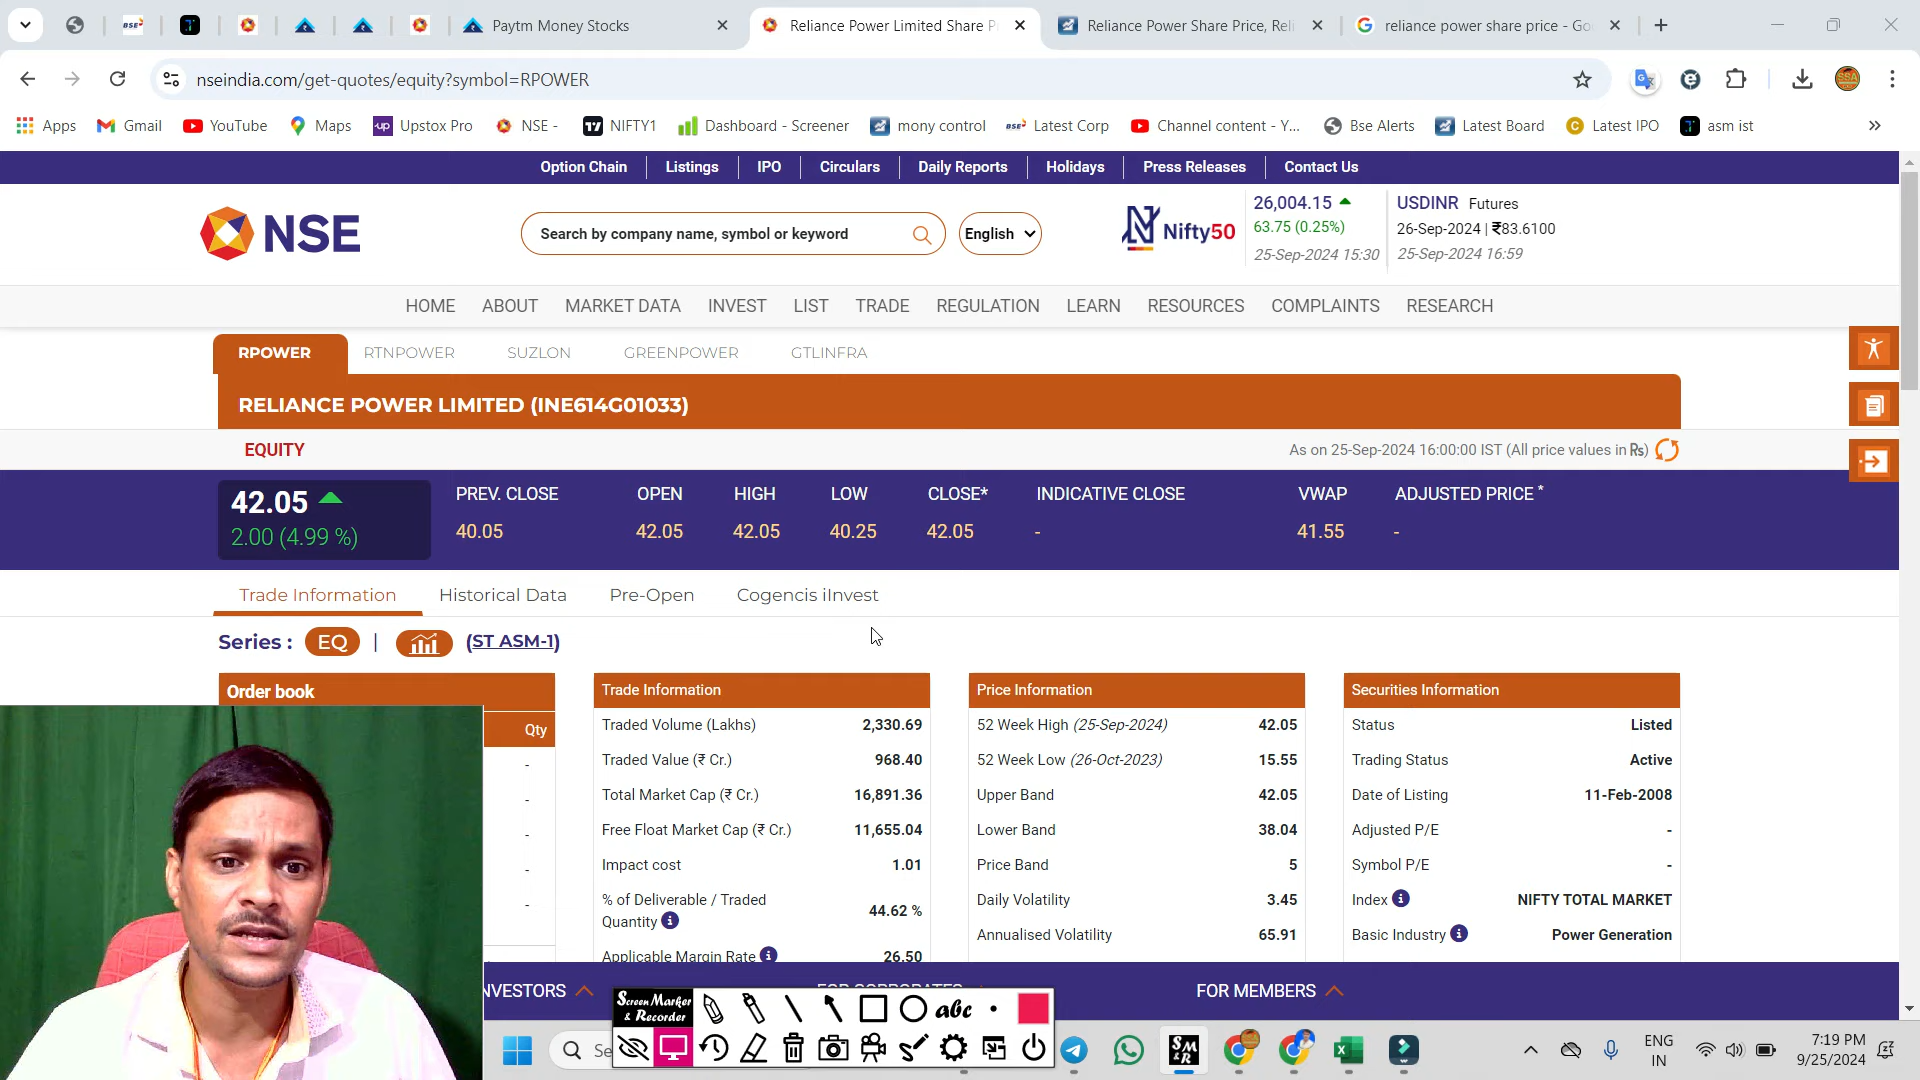 BSE
Paytm Money Stocks
Reliance Power Limited Share P
Reliance Power Share Price, Reli
reliance power share price - Go
nseindia.com/get-quotes/equity?symbol=RPOWER
SSA
Apps
Gmail
YouTube
Maps
up Upstox Pro
NSE -
NIFTY1
Dashboard - Screener
mony control
BSE Latest Corp
Channel content - Y...
Bse Alerts
Latest Board
C Latest IPO
asm ist
Option Chain
Listings
IPO
Circulars
Daily Reports
Holidays
Press Releases
Contact Us
NSE
Search by company name, symbol or keyword
English
Nifty50
26,004.15
63.75 (0.25%)
25-Sep-2024 15:30
USDINR Futures
26-Sep-2024 | ₹83.6100
25-Sep-2024 16:59
HOME
ABOUT
MARKET DATA
INVEST
LIST
TRADE
REGULATION
LEARN
RESOURCES
COMPLAINTS
RESEARCH
RPOWER
RTNPOWER
SUZLON
GREENPOWER
GTLINFRA
RELIANCE POWER LIMITED (INE614G01033)
EQUITY
As on 25-Sep-2024 16:00:00 IST (All price values in Rs)
42.05
2.00 (4.99 %)
PREV. CLOSE
OPEN
HIGH
LOW
CLOSE*
INDICATIVE CLOSE
VWAP
ADJUSTED PRICE *
40.05
42.05
42.05
40.25
42.05
-
41.55
-
Trade Information
Historical Data
Pre-Open
Cogencis iInvest
Series : EQ | (ST ASM-1)
Order book
Qty
-
-
-
-
-
Trade Information
Traded Volume (Lakhs) 2,330.69
Traded Value (₹ Cr.) 968.40
Total Market Cap (₹ Cr.) 16,891.36
Free Float Market Cap (₹ Cr.) 11,655.04
Impact cost 1.01
% of Deliverable / Traded
Quantity 44.62 %
Applicable Margin Rate 26.50
Price Information
52 Week High (25-Sep-2024) 42.05
52 Week Low (26-Oct-2023) 15.55
Upper Band 42.05
Lower Band 38.04
Price Band 5
Daily Volatility 3.45
Annualised Volatility 65.91
Securities Information
Status Listed
Trading Status Active
Date of Listing 11-Feb-2008
Adjusted P/E -
Symbol P/E -
Index NIFTY TOTAL MARKET
Basic Industry Power Generation
NVESTORS
FOR CORPORATES
FOR MEMBERS
Screen Marker
& Recorder
abc
Se
SM
&R
ENG
IN
7:19 PM
9/25/2024